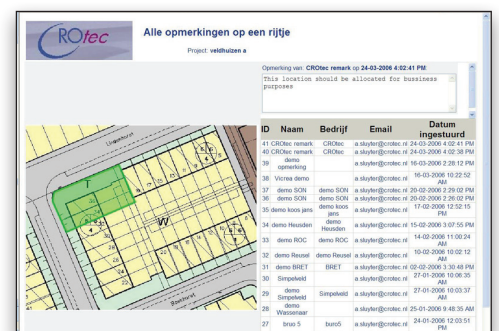 CROtec
Alle opmerkingen op een rijtje
Project: veldhuizen a
Opmerking van: CROtec remark op 24-03-2006 4:02:41 PM
This location should be allocated for bussiness
purposes
ID Naam Bedrijf Email Datum
ingestuurd
41 CROtec remark CROtec a.sluyter@crotec.nl 24-03-2006 4:02:41 PM
40 CROtec remark CROtec a.sluyter@crotec.nl 24-03-2006 4:02:38 PM
39 demo
opmerking a.sluyter@crotec.nl 16-03-2006 2:28:12 PM
38 Vicrea demo a.sluyter@crotec.nl 16-03-2006 10:22:52
AM
37 demo SON demo SON a.sluyter@crotec.nl 20-02-2006 2:29:02 PM
36 demo SON demo SON a.sluyter@crotec.nl 20-02-2006 2:26:02 PM
35 demo koos jans demo koos
jans a.sluyter@crotec.nl 17-02-2006 12:52:15
PM
34 demo Heusden demo
Heusden a.sluyter@crotec.nl 15-02-2006 3:07:55 PM
33 demo ROC demo ROC a.sluyter@crotec.nl 14-02-2006 11:00:24
AM
32 demo Reusel demo Reusel a.sluyter@crotec.nl 10-02-2006 10:02:12
AM
31 demo BRET BRET a.sluyter@crotec.nl 02-02-2006 3:30:48 PM
30 a.sluyter@crotec.nl 27-01-2006 10:06:35
AM
29 demo
Simpelveld Simpelveld a.sluyter@crotec.nl 27-01-2006 10:03:37
AM
28 demo
Wassenaar a.sluyter@crotec.nl 25-01-2006 9:48:35 AM
27 bruo 5 buro5 a.sluyter@crotec.nl 24-01-2006 12:03:51
PM
T
W